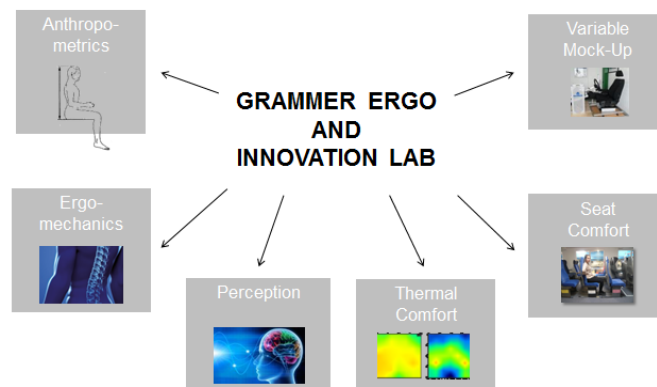 Anthropo-
metrics
Variable
Mock-Up
GRAMMER ERGO
AND
INNOVATION LAB
Ergo-
mechanics
Seat
Comfort
Perception
Thermal
Comfort